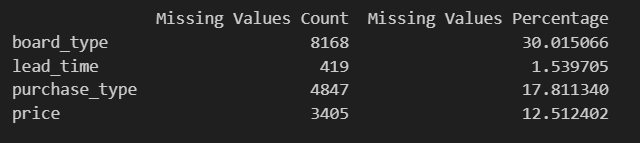 Missing Values Count  Missing Values Percentage
board_type                 8168                  30.015066
lead_time                   419                   1.539705
purchase_type              4847                  17.811340
price                      3405                  12.512402